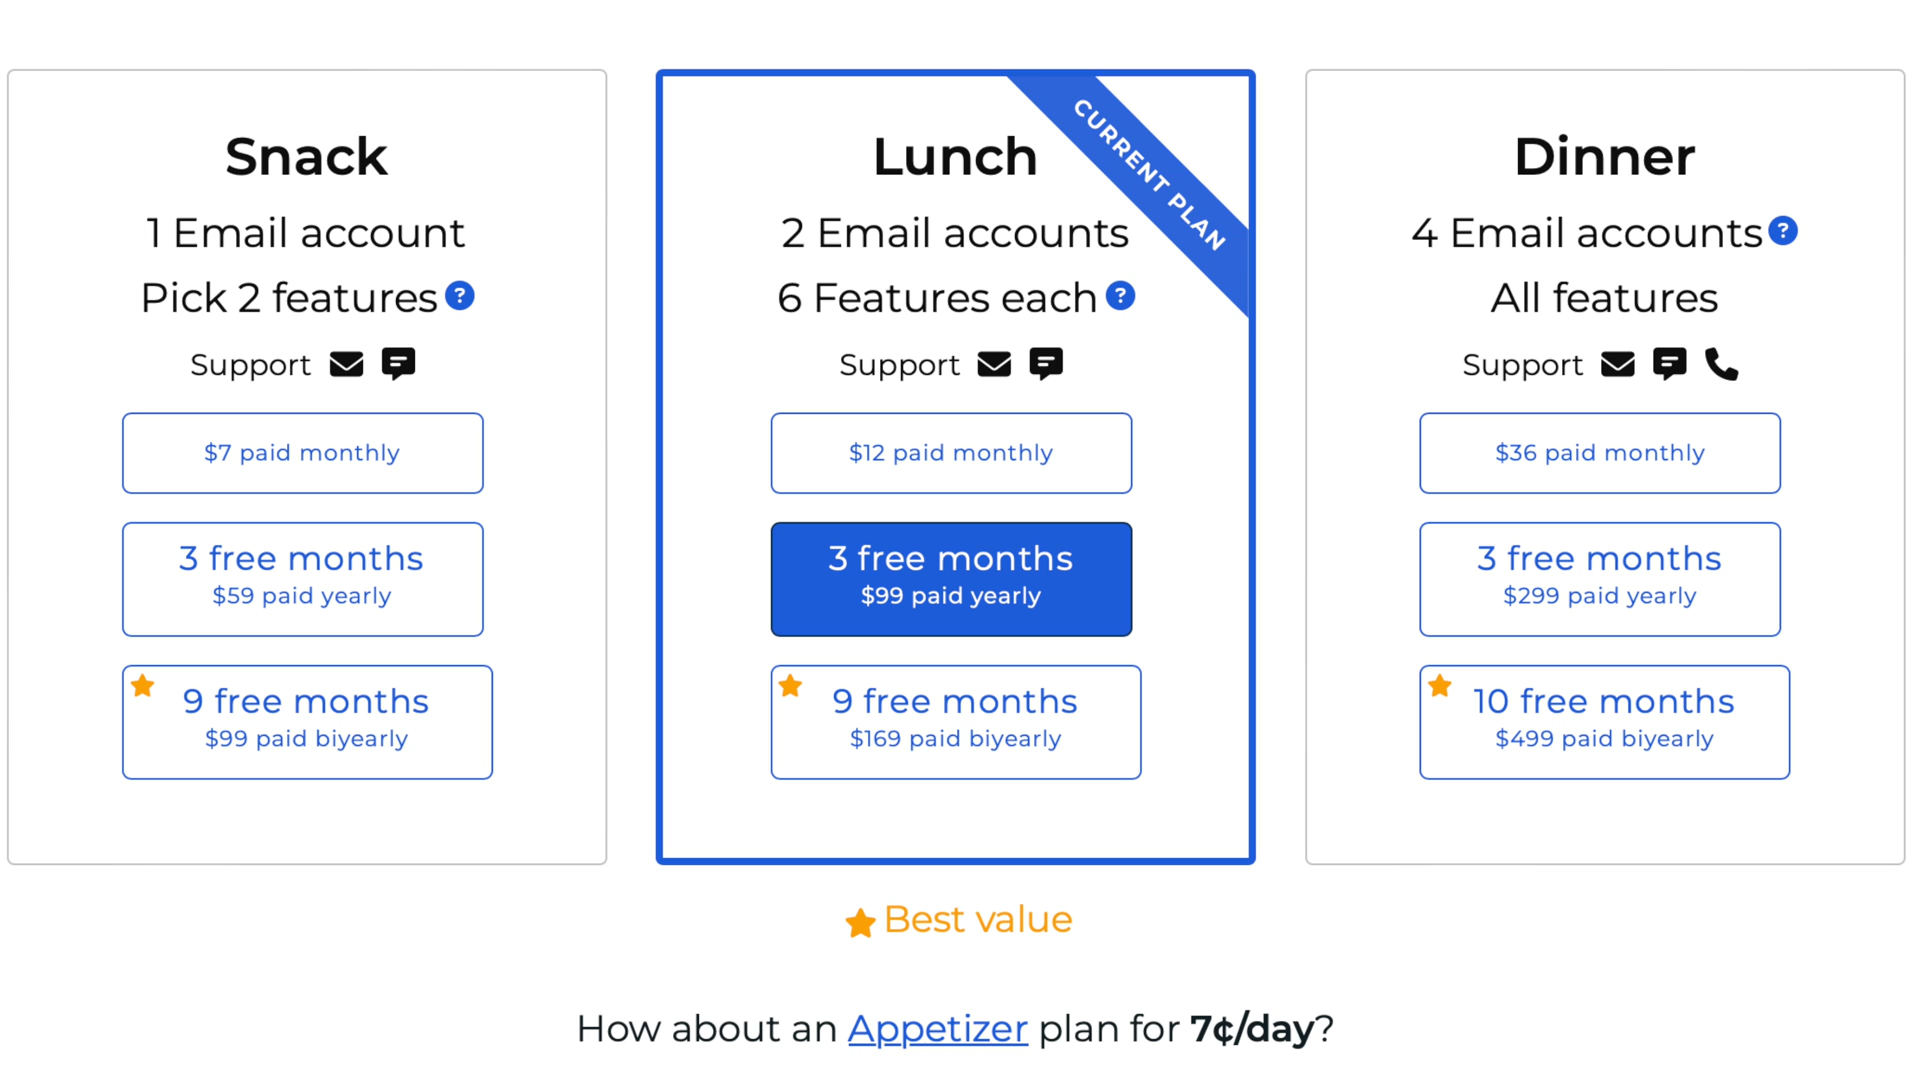 Snack
1 Email account
Pick 2 features ?
Support
$7 paid monthly
3 free months
$59 paid yearly
9 free months
$99 paid biyearly
CURRENT PLAN
Lunch
2 Email accounts
6 Features each ?
Support
$12 paid monthly
3 free months
$99 paid yearly
9 free months
$169 paid biyearly
Dinner
4 Email accounts ?
All features
Support
$36 paid monthly
3 free months
$299 paid yearly
10 free months
$499 paid biyearly
Best value
How about an Appetizer plan for 7¢/day?